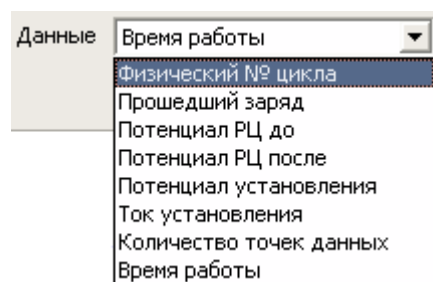 Данные Время работы
Физический № цикла
Прошедший заряд
Потенциал РЦ до
Потенциал РЦ после
Потенциал установления
Ток установления
Количество точек данных
Время работы